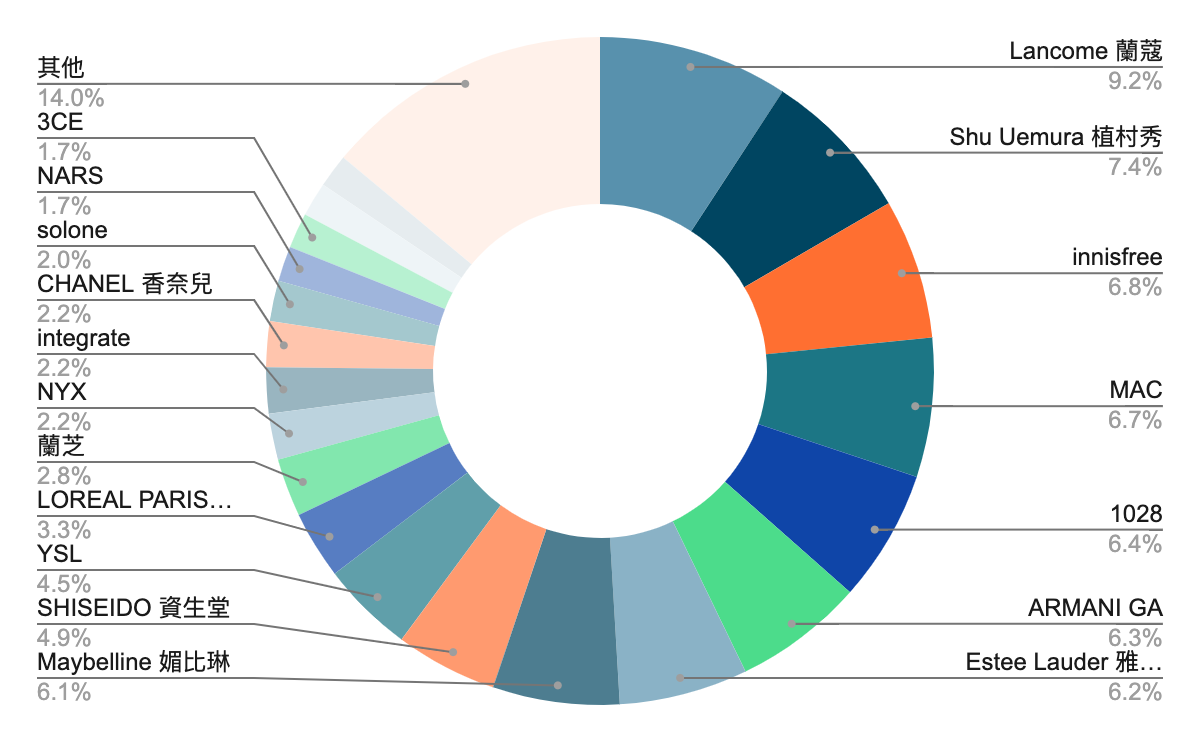 其他
14.0%
3CE
1.7%
NARS
1.7%
solone
2.0%
CHANEL 香奈兒
2.2%
integrate
2.2%
NYX
2.2%
蘭芝
2.8%
LOREAL PARIS…
3.3%
YSL
4.5%
SHISEIDO 資生堂
4.9%
Maybelline 媚比琳
6.1%
Lancome 蘭蔻
9.2%
Shu Uemura 植村秀
7.4%
innisfree
6.8%
MAC
6.7%
1028
6.4%
ARMANI GA
6.3%
Estee Lauder 雅…
6.2%